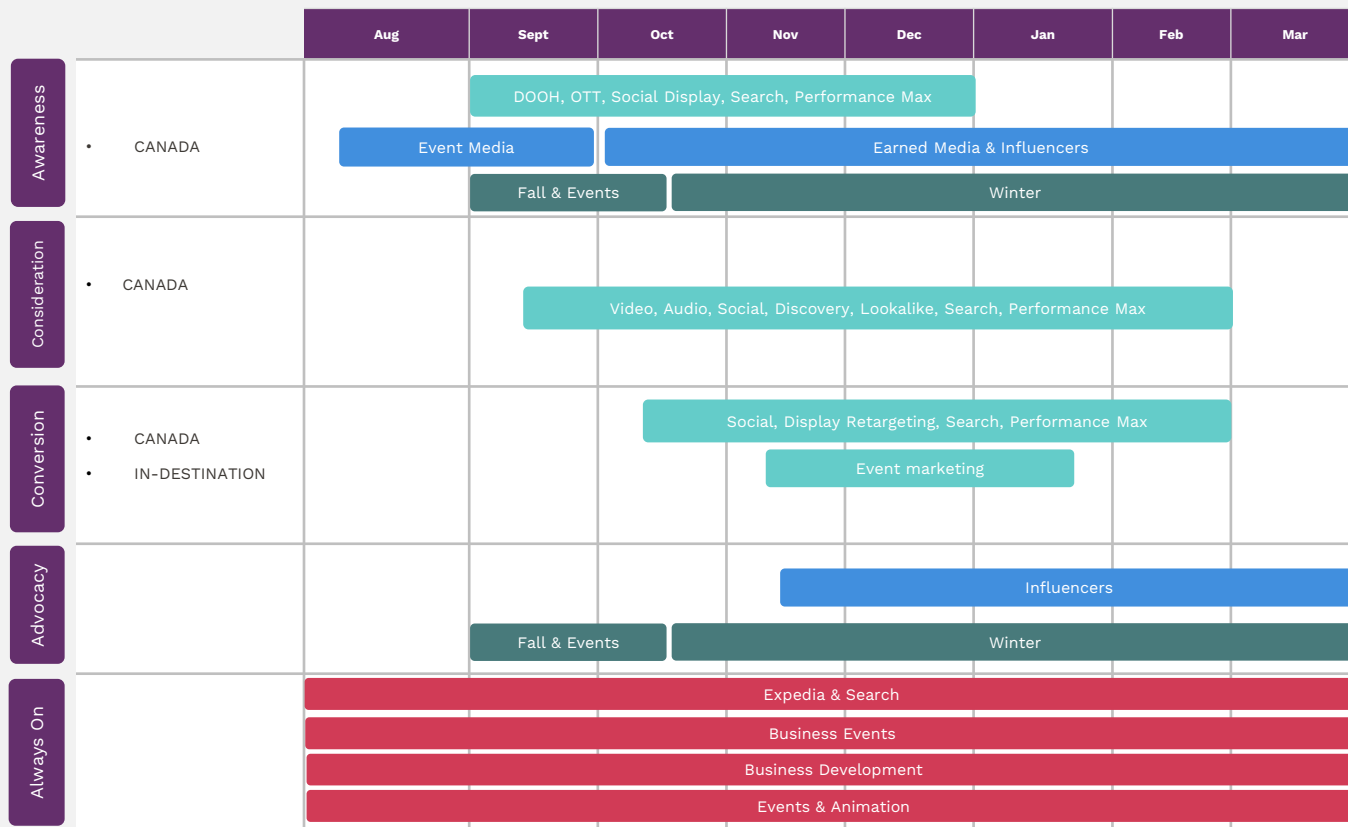 Aug Sept Oct Nov Dec Jan Feb Mar
Awareness
• CANADA
DOOH, OTT, Social Display, Search, Performance Max
Event Media
Earned Media & Influencers
Fall & Events
Winter
Consideration
• CANADA
Video, Audio, Social, Discovery, Lookalike, Search, Performance Max
Conversion
• CANADA
• IN-DESTINATION
Social, Display Retargeting, Search, Performance Max
Event marketing
Advocacy
Influencers
Fall & Events
Winter
Always On
Expedia & Search
Business Events
Business Development
Events & Animation